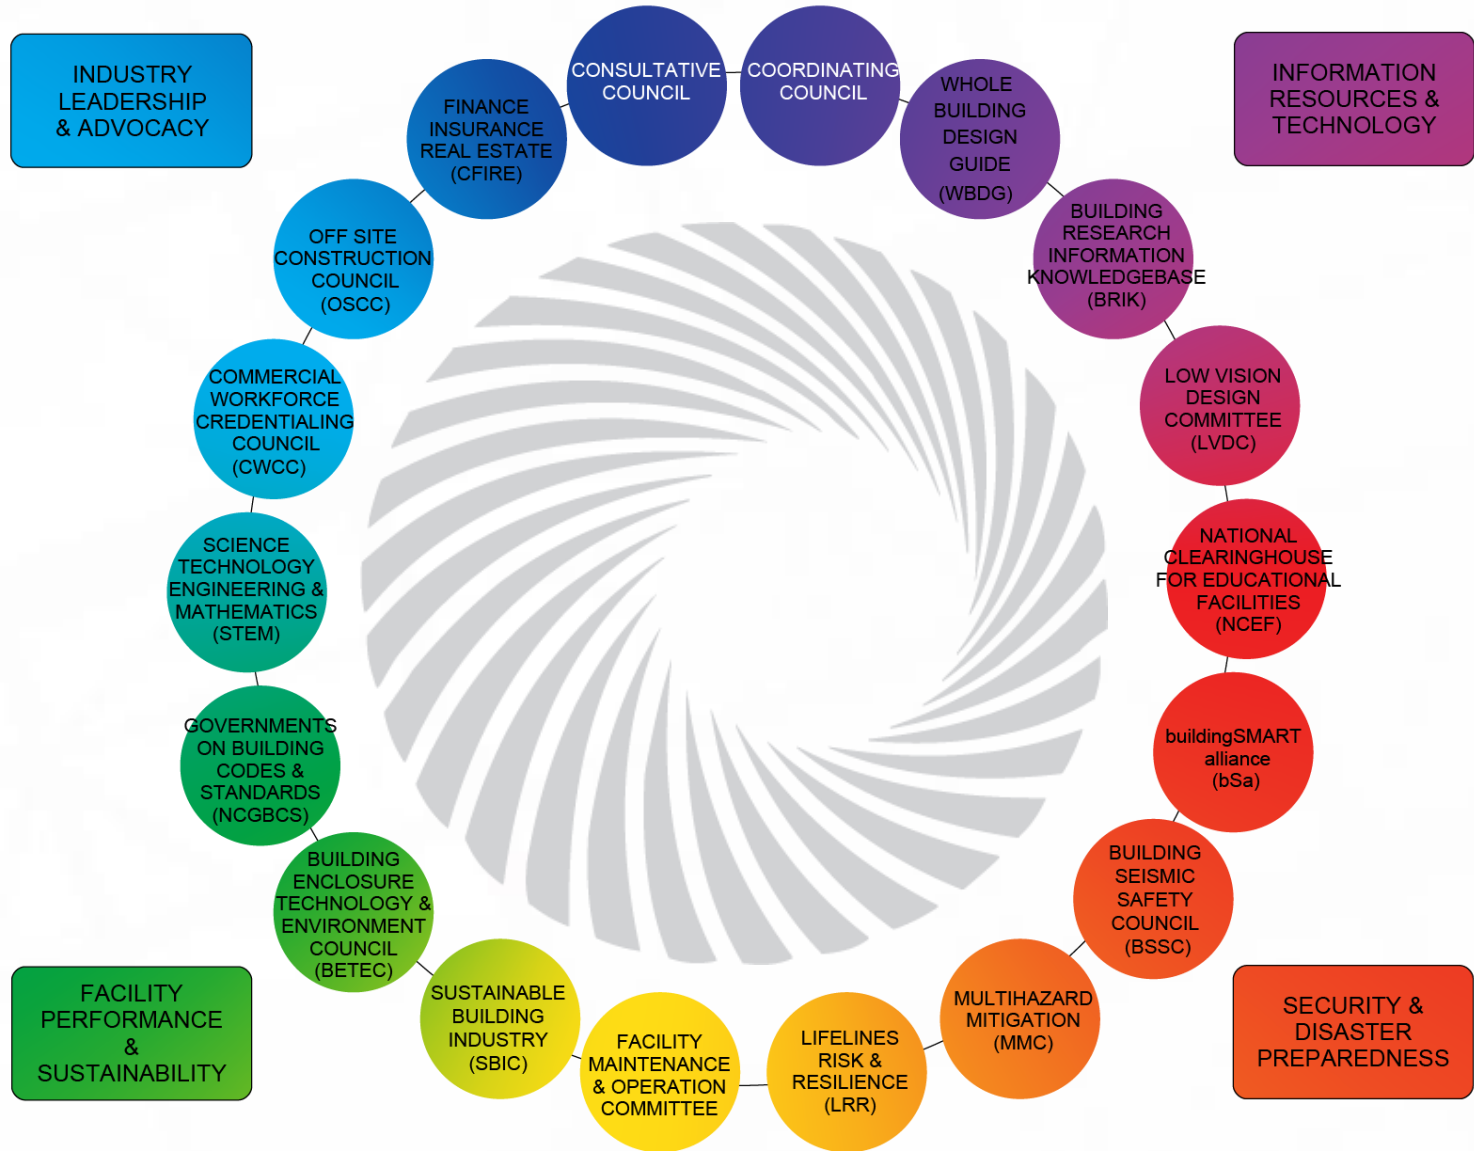 INDUSTRY
LEADERSHIP
& ADVOCACY
INFORMATION
RESOURCES &
TECHNOLOGY
CONSULTATIVE
COUNCIL
COORDINATING
COUNCIL
WHOLE
BUILDING
DESIGN
GUIDE
(WBDG)
BUILDING
RESEARCH
INFORMATION
KNOWLEDGEBASE
(BRIK)
LOW VISION
DESIGN
COMMITTEE
(LVDC)
NATIONAL
CLEARINGHOUSE
FOR EDUCATIONAL
FACILITIES
(NCEF)
buildingSMART
alliance
(bSa)
BUILDING
SEISMIC
SAFETY
COUNCIL
(BSSC)
MULTIHAZARD
MITIGATION
(MMC)
LIFELINES
RISK &
RESILIENCE
(LRR)
FACILITY
MAINTENANCE
& OPERATION
COMMITTEE
SUSTAINABLE
BUILDING
INDUSTRY
(SBIC)
BUILDING
ENCLOSURE
TECHNOLOGY &
ENVIRONMENT
COUNCIL
(BETEC)
GOVERNMENTS
ON BUILDING
CODES &
STANDARDS
(NCGBCS)
SCIENCE
TECHNOLOGY
ENGINEERING &
MATHEMATICS
(STEM)
COMMERCIAL
WORKFORCE
CREDENTIALING
COUNCIL
(CWCC)
OFF SITE
CONSTRUCTION
COUNCIL
(OSCC)
FINANCE
INSURANCE
REAL ESTATE
(CFIRE)
FACILITY
PERFORMANCE
&
SUSTAINABILITY
SECURITY &
DISASTER
PREPAREDNESS